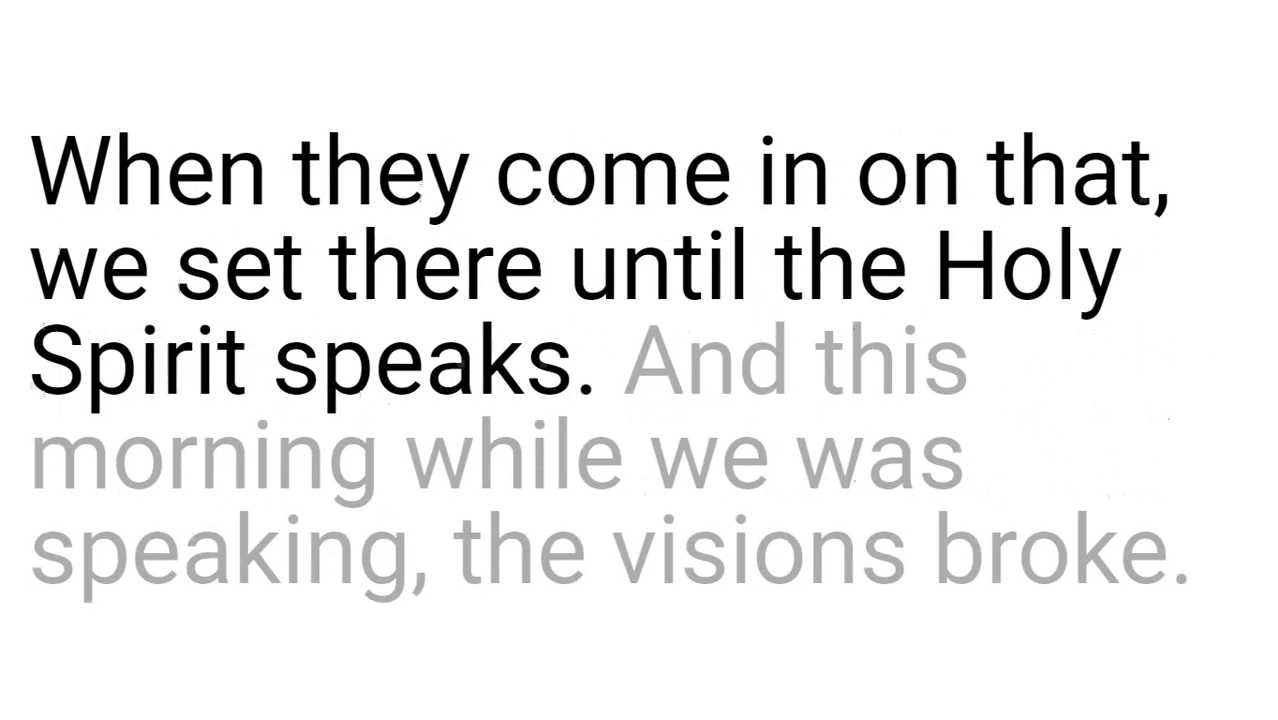 When they come in on that,
we set there until the Holy
Spirit speaks. And this
morning while we was
speaking, the visions broke.